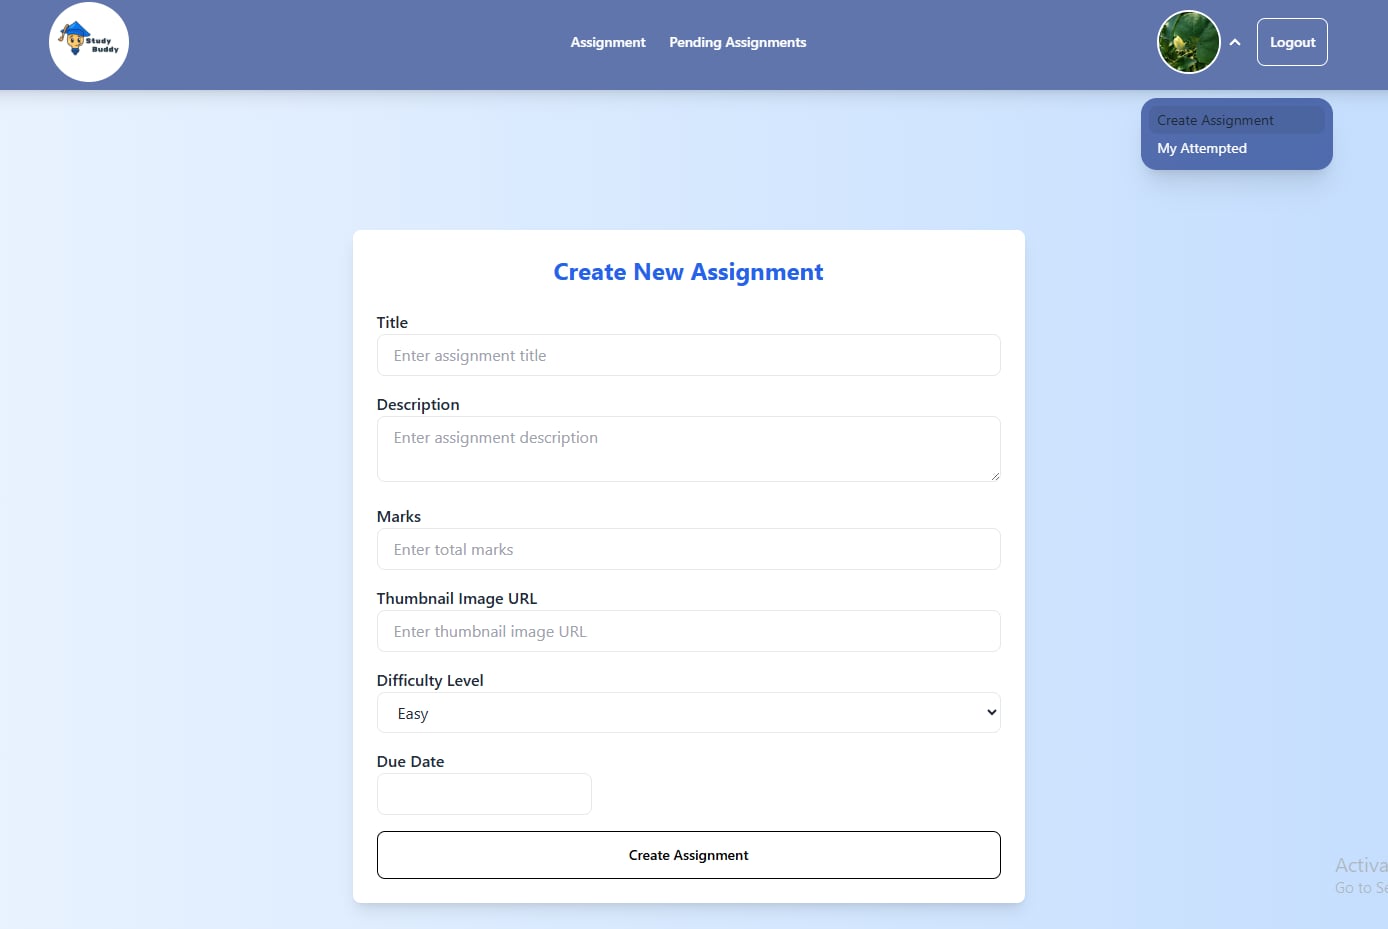 Study
Buddy
Assignment
Pending Assignments
Logout
Create Assignment
My Attempted
Create New Assignment
Title
Enter assignment title
Description
Enter assignment description
Marks
Enter total marks
Thumbnail Image URL
Enter thumbnail image URL
Difficulty Level
Easy
Due Date
Create Assignment
Activa
Go to Se